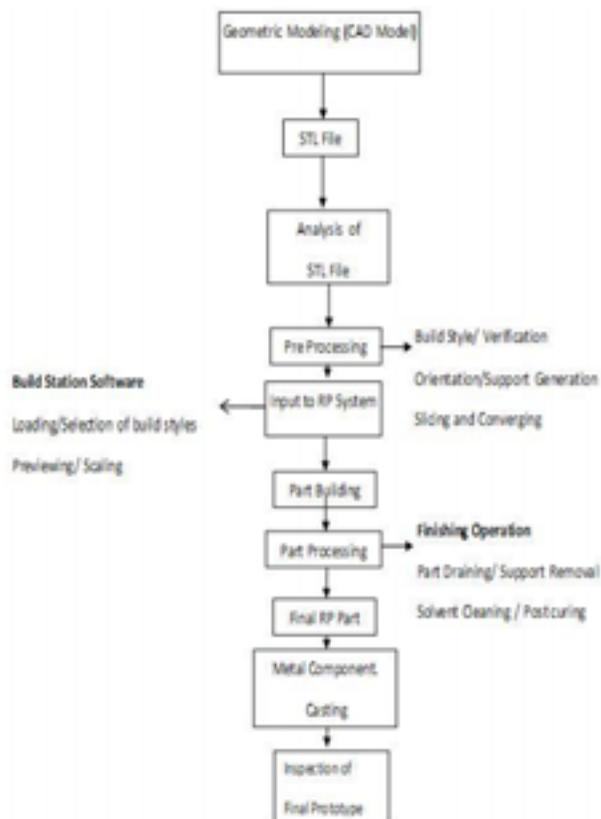 Geometric Modeling (CAD Model)
STL File
Analysis of
STL File
Pre Processing
Build Style/ Verification
Orientation/Support Generation
Slicing and Converging
Input to RP System
Build Station Software
Loading/Selection of build styles
Previewing/ Scaling
Part Building
Part Processing
Finishing Operation
Part Draining/ Support Removal
Solvent Cleaning / Postcuring
Final RP Part
Metal Component.
Casting
Inspection of
Final Prototype